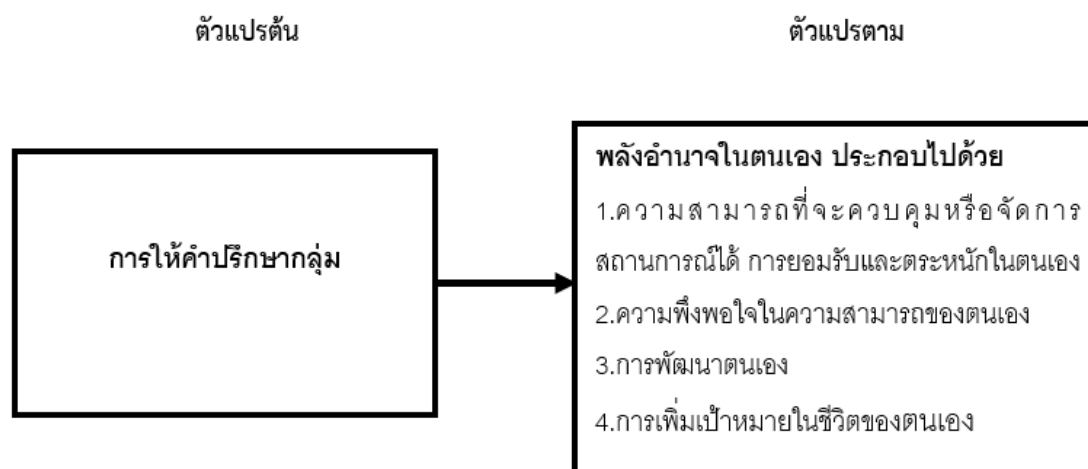 ตัวแปรต้น
ตัวแปรตาม
การให้คำปรึกษากลุ่ม
พลังอำนาจในตนเอง ประกอบไปด้วย
1.ความสามารถที่จะควบคุมหรือจัดการ
สถานการณ์ได้ การยอมรับและตระหนักในตนเอง
2.ความพึงพอใจในความสามารถของตนเอง
3.การพัฒนาตนเอง
4.การเพิ่มเป้าหมายในชีวิตของตนเอง